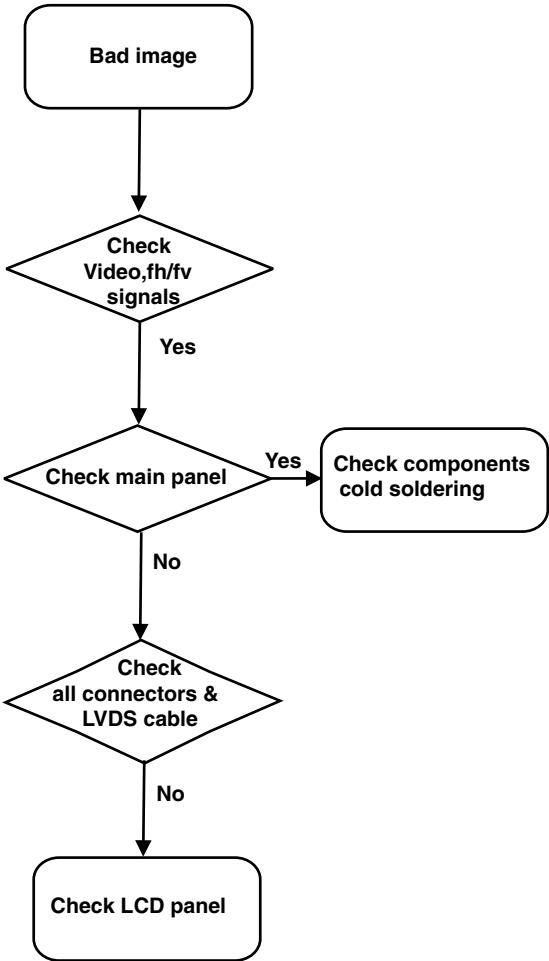 Bad image
Check
Video,fh/fv
signals
Yes
Check main panel
Yes
Check components
cold soldering
No
Check
all connectors &
LVDS cable
No
Check LCD panel